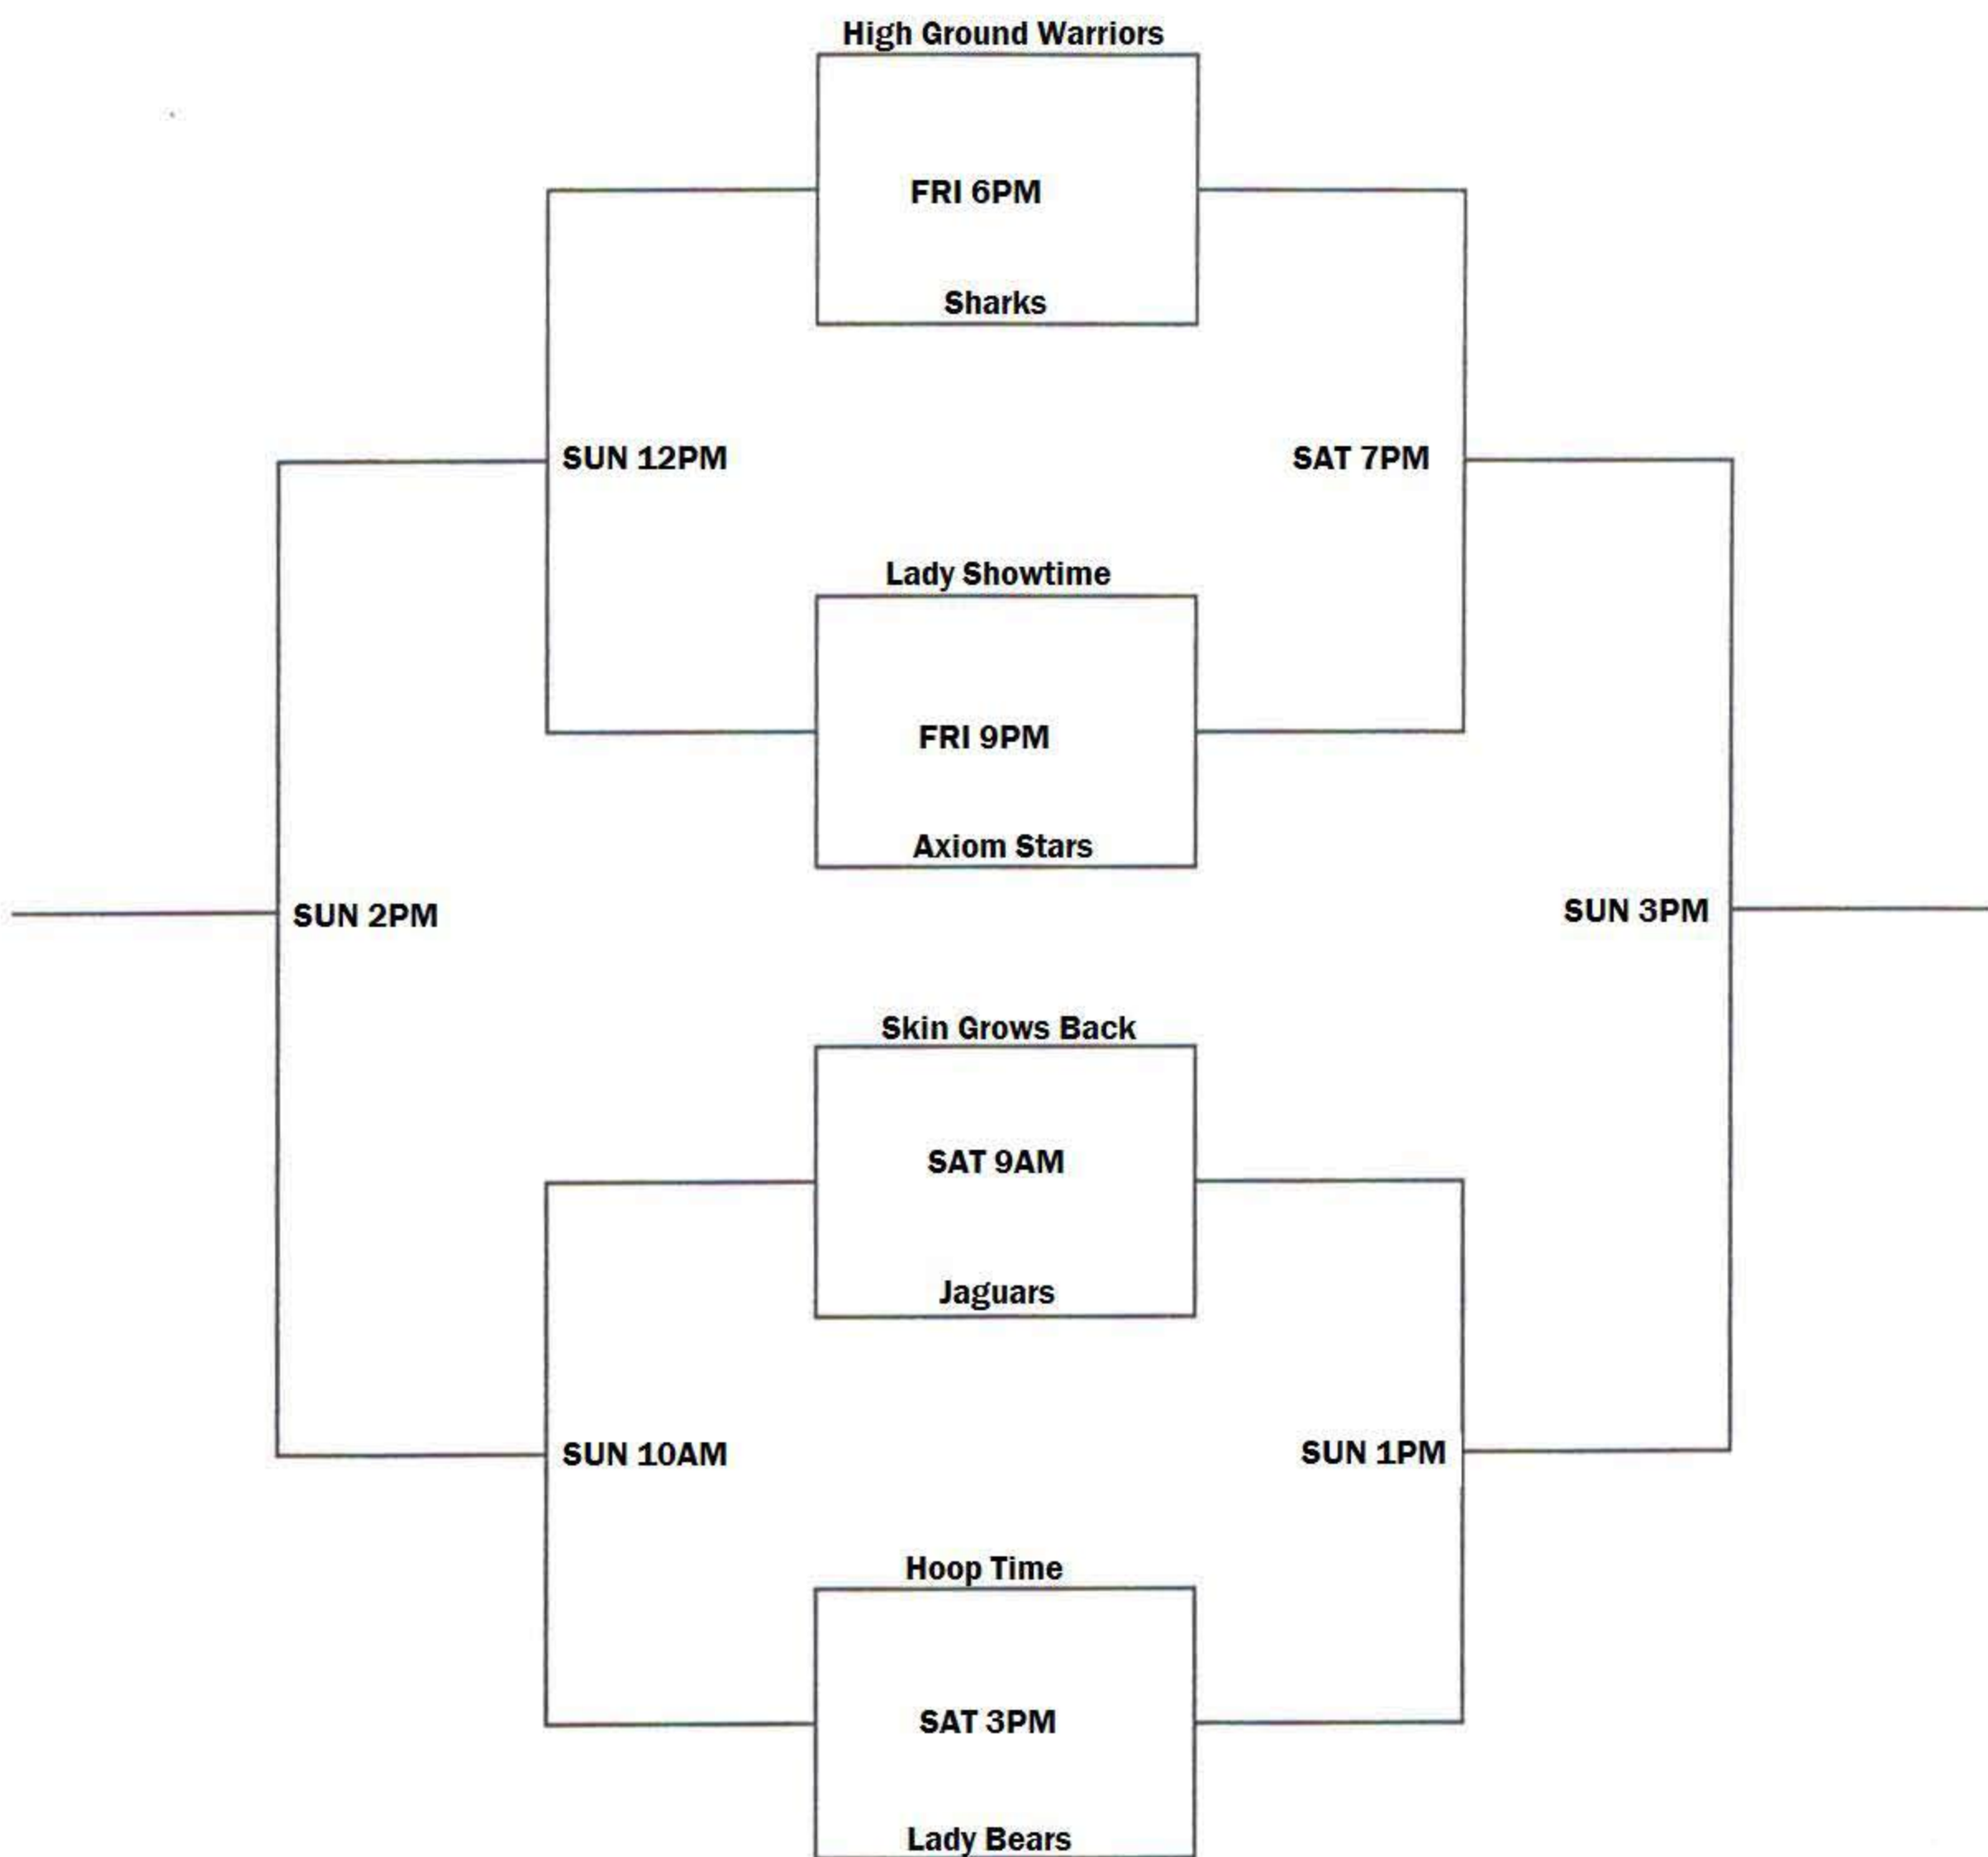 High Ground Warriors
FRI 6PM
Sharks
SUN 12PM
SAT 7PM
Lady Showtime
FRI 9PM
Axiom Stars
SUN 2PM
SUN 3PM
Skin Grows Back
SAT 9AM
Jaguars
SUN 10AM
SUN 1PM
Hoop Time
SAT 3PM
Lady Bears